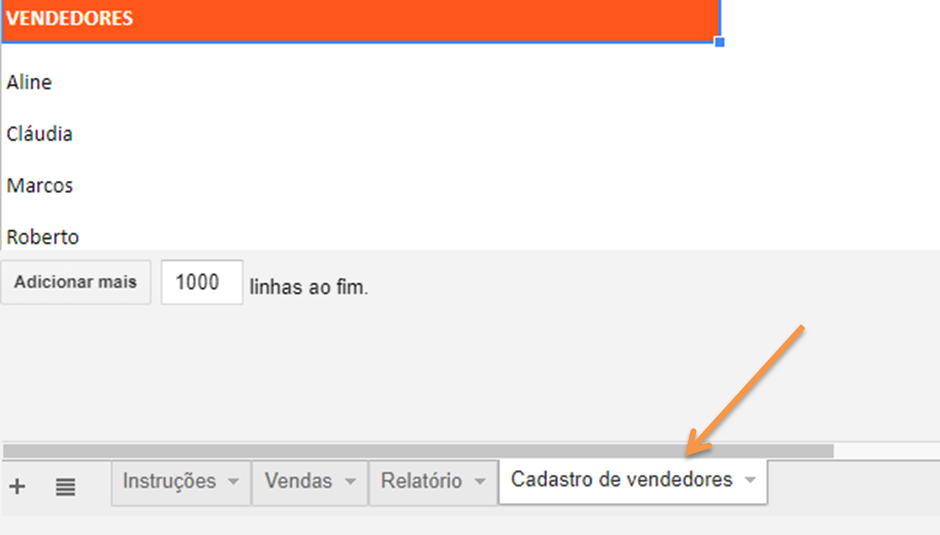 VENDEDORES
Aline
Cláudia
Marcos
Roberto
Adicionar mais 1000 linhas ao fim.
Instruções Vendas Relatório Cadastro de vendedores